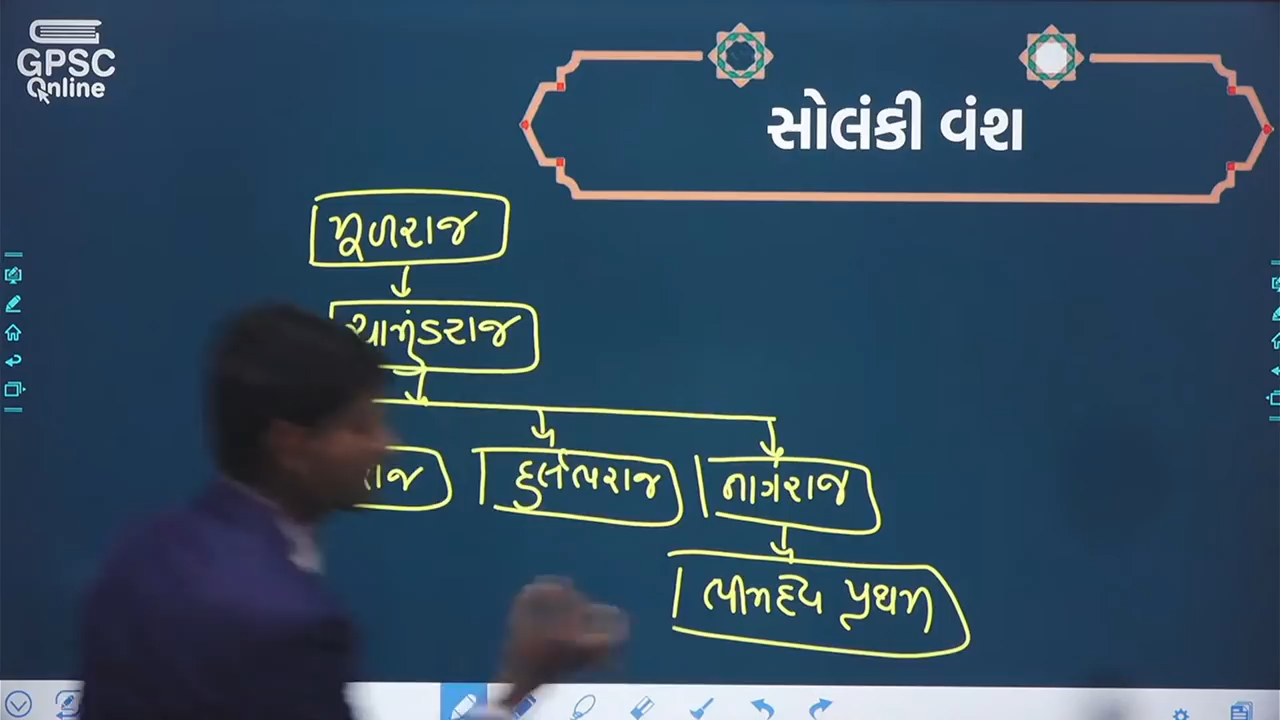 GPSC
Online
સોલંકી વંશ
મૂળરાજ
ચામુંડરાજ
રાજ દુર્લભરાજ નાગરાજ
ભીમદેવ પ્રથમ